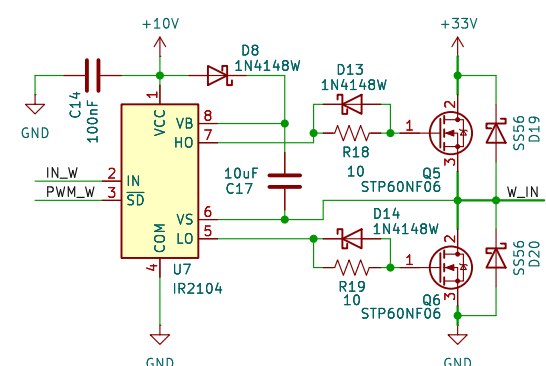 +10V
+33V
D8
1N4148W
D13
1N4148W
C14
100nF
GND
1
VCC
VB
8
HO
7
IN_W
2
IN
PWM_W
3
SD
VS
6
LO
5
COM
4
U7
IR2104
10uF
C17
R18
10
1
2
3
Q5
STP60NF06
SS56
D19
W_IN
D14
1N4148W
R19
10
1
2
3
Q6
STP60NF06
SS56
D20
GND
GND